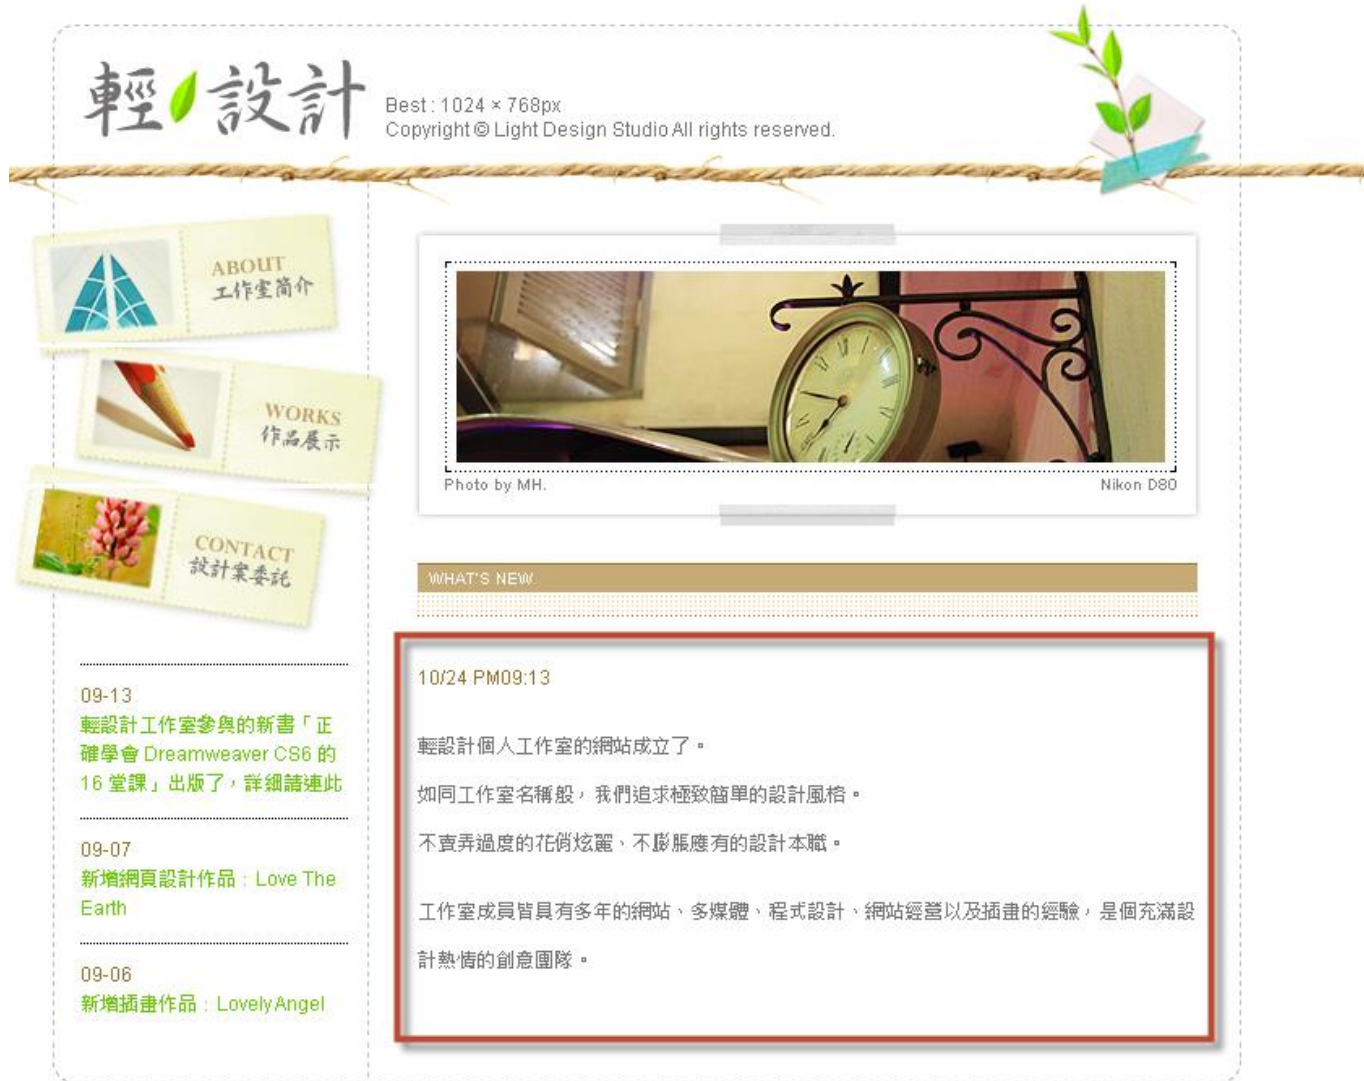 輕設計
Best : 1024 × 768px
Copyright © Light Design Studio All rights reserved.
ABOUT
工作室簡介
WORKS
作品展示
CONTACT
設計案委託
09-13
輕設計工作室參與的新書「正
確學會 Dreamweaver CS6 的
16 堂課」出版了，詳細請連此
09-07
新增網頁設計作品：Love The
Earth
09-06
新增插畫作品：Lovely Angel
Photo by MH.
Nikon D80
WHAT'S NEW
10/24 PM09:13
輕設計個人工作室的網站成立了。
如同工作室名稱般，我們追求極致簡單的設計風格。
不賣弄過度的花俏炫麗、不膨脹應有的設計本職。
工作室成員皆具有多年的網站、多媒體、程式設計、網站經營以及插畫的經驗，是個充滿設
計熱情的創意團隊。